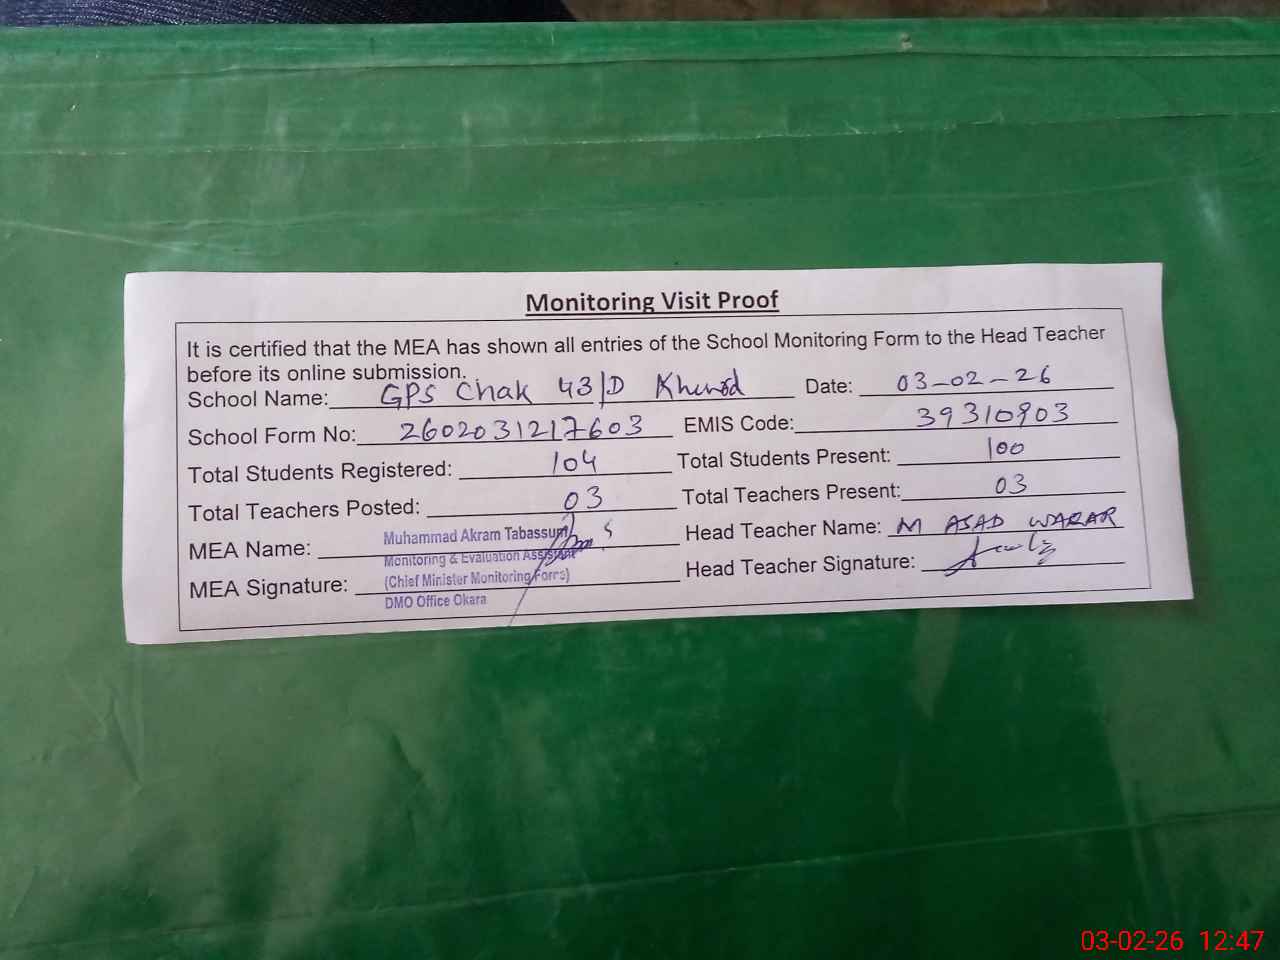 Monitoring Visit Proof
It is certified that the MEA has shown all entries of the School Monitoring Form to the Head Teacher
before its online submission.
School Name: GPS Chak 43/D Date: 03-02-26
School Form No: 2602031217603 EMIS Code: 39310903
Total Students Registered: 104 Total Students Present: 100
Total Teachers Posted: 03 Total Teachers Present: 03
MEA Name: Muhammad Akram Tabassum Head Teacher Name: M ASAD WARAR
Monitoring & Evaluation Assistant
MEA Signature: (Chief Minister Monitoring Force) Head Teacher Signature:
DMO Office Okara
03-02-26 12:47